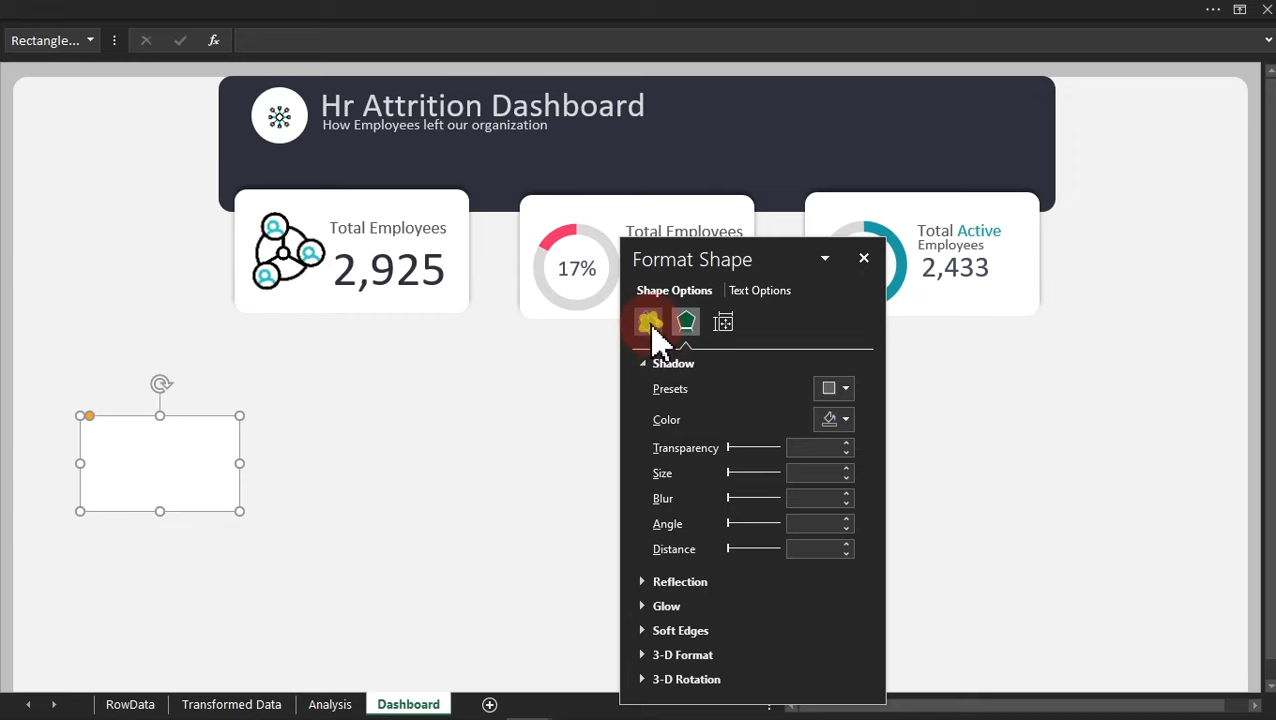 Rectangle...
fx
Hr Attrition Dashboard
How Employees left our organization
Total Employees
2,925
17%
Total Employees
Total Active
Employees
2,433
Format Shape
Shape Options
Text Options
Shadow
Presets
Color
Transparency
Size
Blur
Angle
Distance
Reflection
Glow
Soft Edges
3-D Format
3-D Rotation
RowData
Transformed Data
Analysis
Dashboard